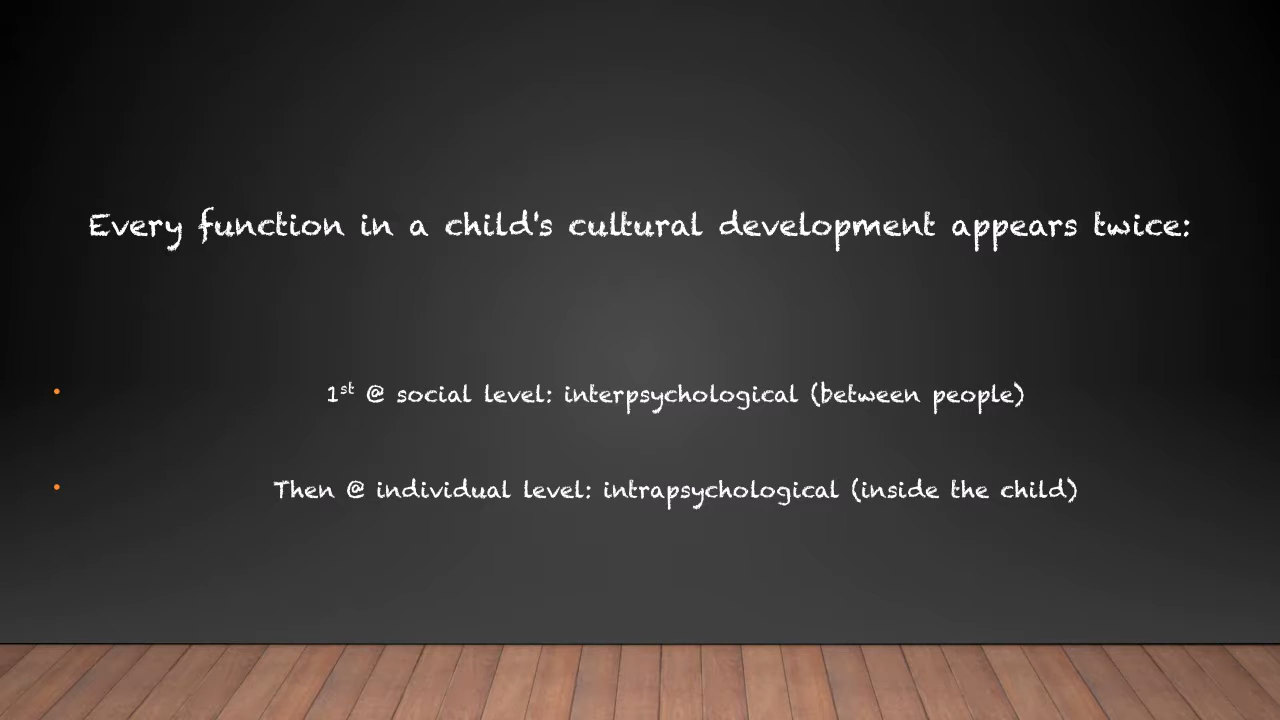 Every function in a child's cultural development appears twice:
• 1st @ social level: interpsychological (between people)
• Then @ individual level: intrapsychological (inside the child)